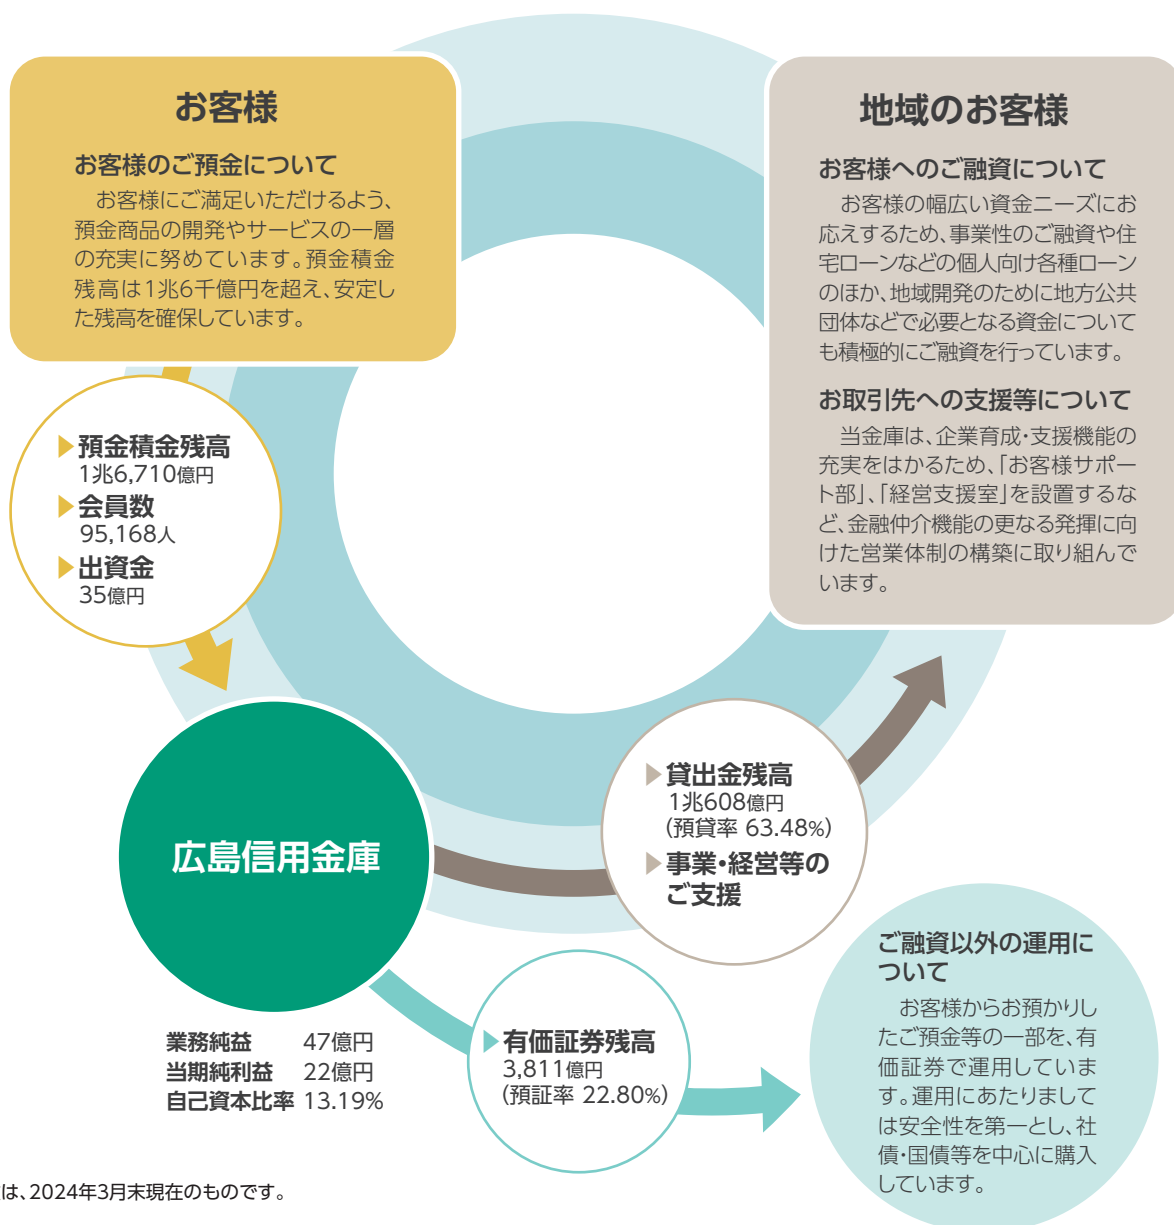 お客様
お客様のご預金について
お客様にご満足いただけるよう、
預金商品の開発やサービスの一層
の充実に努めています。預金積金
残高は1兆6千億円を超え、安定し
た残高を確保しています。
▶預金積金残高
1兆6,710億円
▶会員数
95,168人
▶出資金
35億円
地域のお客様
お客様へのご融資について
お客様の幅広い資金ニーズにお
応えするため、事業性のご融資や住
宅ローンなどの個人向け各種ローン
のほか、地域開発のために地方公共
団体などで必要となる資金について
も積極的にご融資を行っています。
お取引先への支援等について
当金庫は、企業育成・支援機能の
充実をはかるため、「お客様サポー
ト部」、「経営支援室」を設置するな
ど、金融仲介機能の更なる発揮に向
けた営業体制の構築に取り組んで
います。
広島信用金庫
業務純益 47億円
当期純利益 22億円
自己資本比率 13.19%
▶貸出金残高
1兆608億円
(預貸率 63.48%)
▶事業・経営等の
ご支援
▶有価証券残高
3,811億円
(預証率 22.80%)
ご融資以外の運用に
ついて
お客様からお預かりし
たご預金等の一部を、有
価証券で運用していま
す。運用にあたりまして
は安全性を第一とし、社
債・国債等を中心に購入
しています。
は、2024年3月末現在のものです。